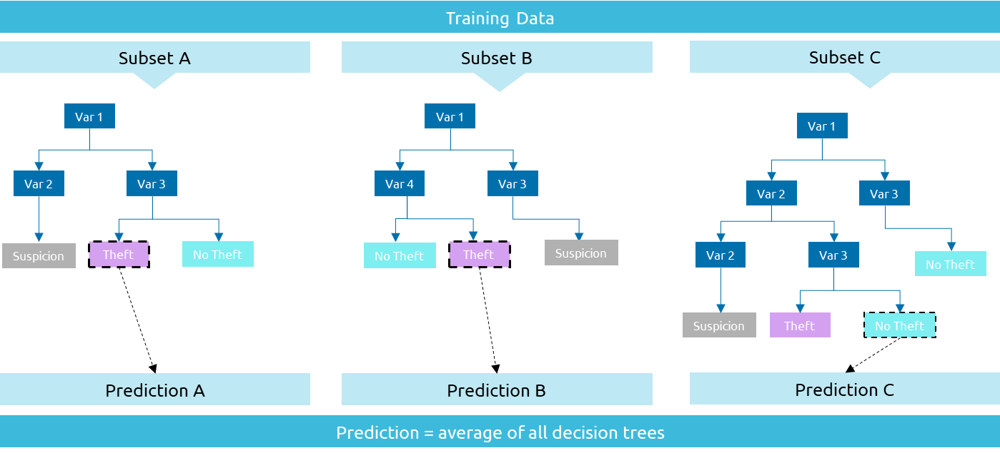 Training Data
Subset A
Subset B
Subset C
Var 1
Var 2
Var 3
Suspicion
Theft
No Theft
Var 1
Var 4
Var 3
No Theft
Theft
Suspicion
Var 1
Var 2
Var 3
Var 2
Var 3
No Theft
Suspicion
Theft
No Theft
Prediction A
Prediction B
Prediction C
Prediction = average of all decision trees